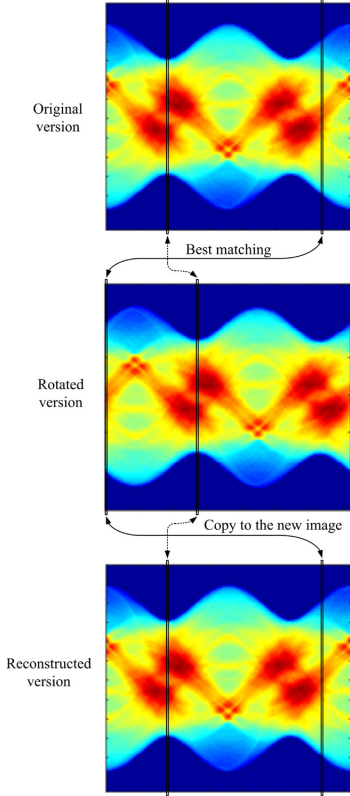 Original
version
Best matching
Rotated
version
Copy to the new image
Reconstructed
version